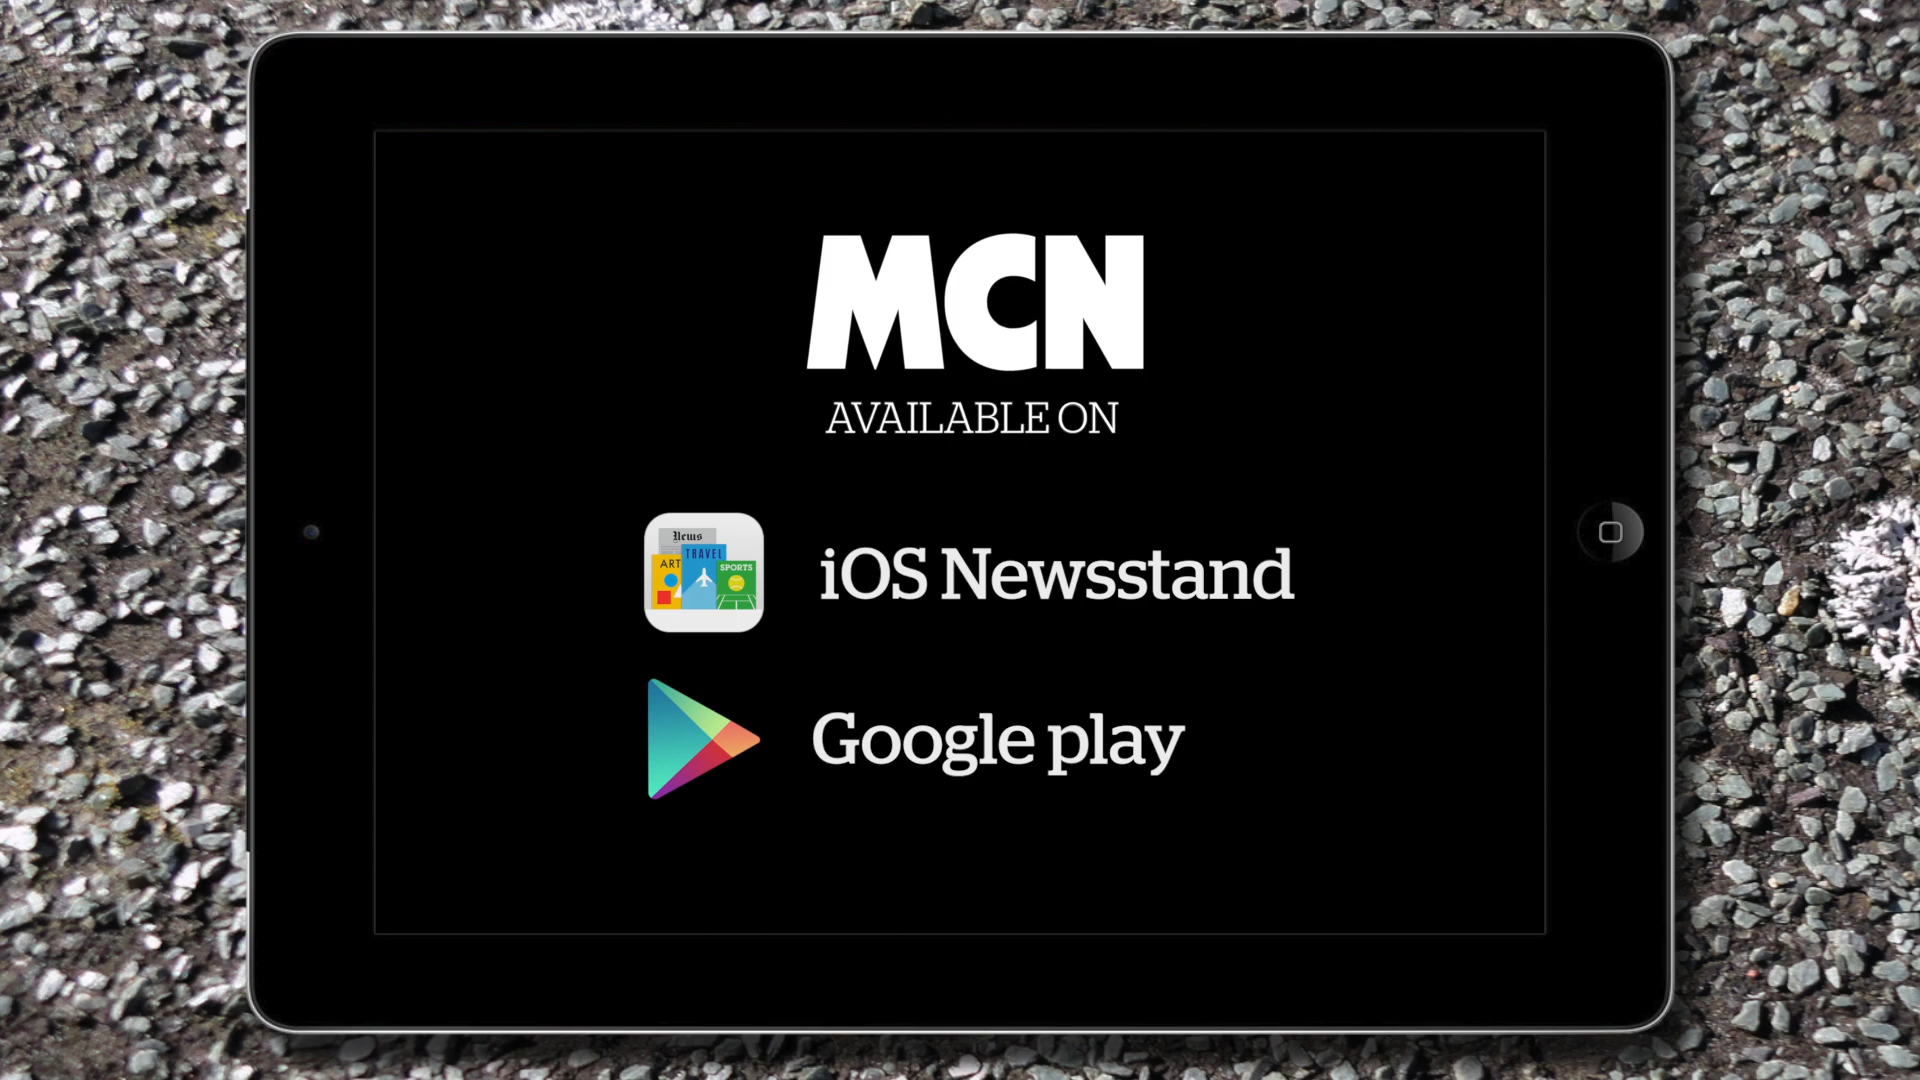 MCN
AVAILABLE ON
News
TRAVEL
ART
SPORTS
iOS Newsstand
Google play